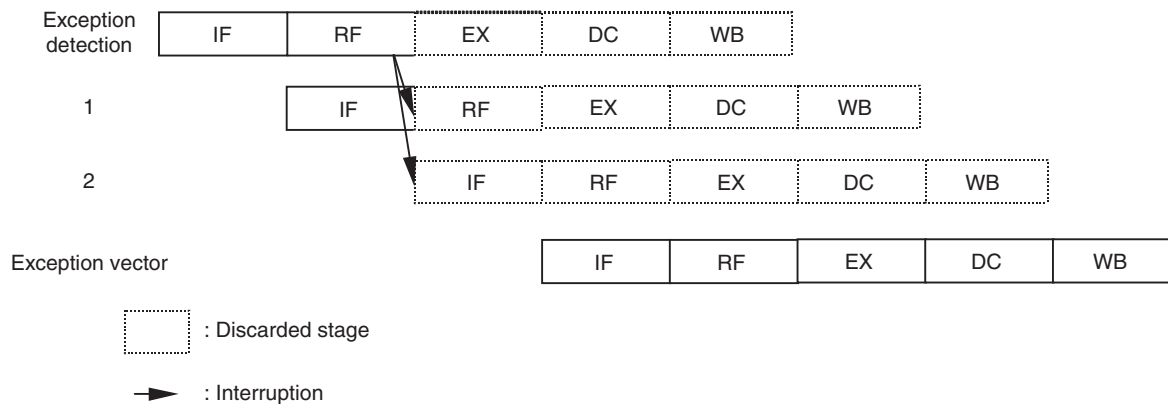 Exception
detection
IF RF EX DC WB
1
IF RF EX DC WB
2
IF RF EX DC WB
Exception vector
IF RF EX DC WB
: Discarded stage
: Interruption